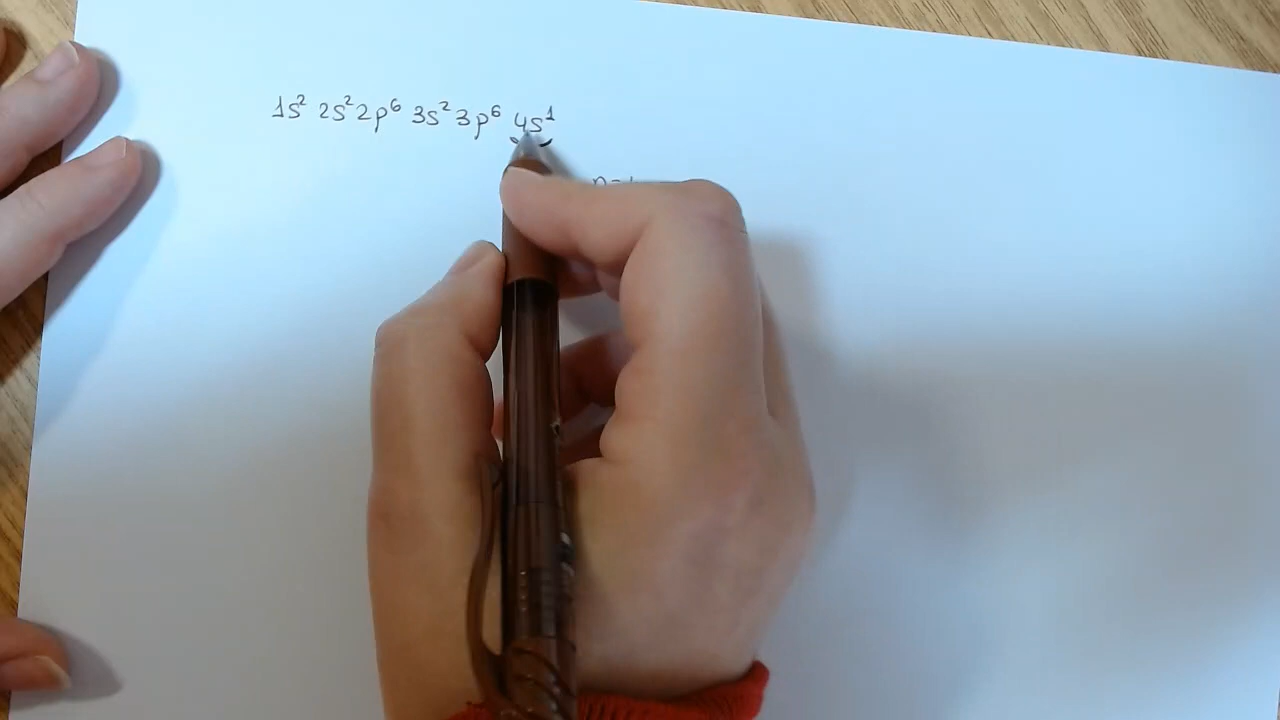 1s² 2s² 2p⁶ 3s² 3p⁶ 4s¹